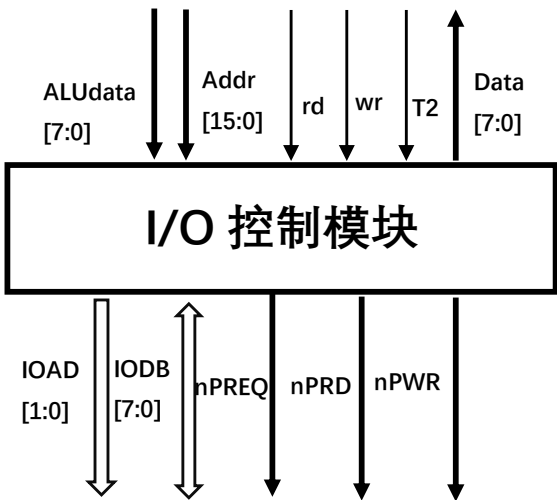 ALUdata
[7:0]
Addr
[15:0]
rd
wr
T2
Data
[7:0]
I/O 控制模块
IOAD
[1:0]
IODB
[7:0]
nPREQ
nPRD
nPWR